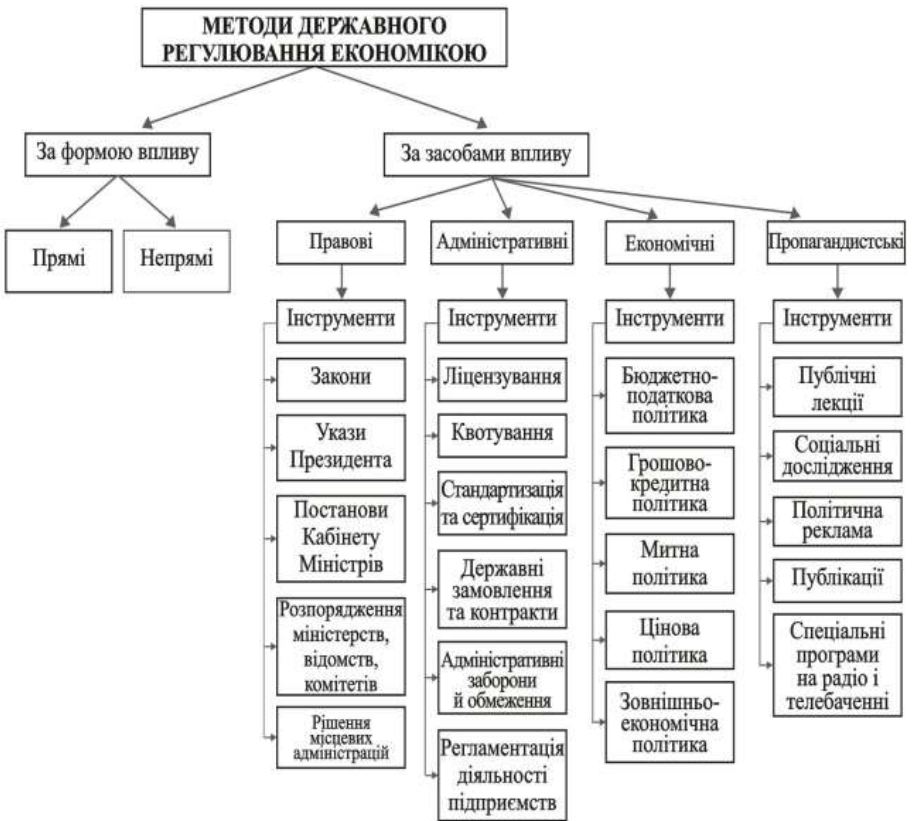 МЕТОДИ ДЕРЖАВНОГО
РЕГУЛЮВАННЯ ЕКОНОМІКОЮ
За формою впливу
За засобами впливу
Прямі
Непрямі
Правові
Адміністративні
Економічні
Пропагандистські
Інструменти
Інструменти
Інструменти
Інструменти
Закони
Укази
Президента
Постанови
Кабінету
Міністрів
Розпорядження
міністерств,
відомств,
комітетів
Рішення
місцевих
адміністрацій
Ліцензування
Квотування
Стандартизація
та сертифікація
Державні
замовлення
та контракти
Адміністративні
заборони
й обмеження
Регламентація
діяльності
підприємств
Бюджетно-
податкова
політика
Грошово-
кредитна
політика
Митна
політика
Цінова
політика
Зовнішньо-
економічна
політика
Публічні
лекції
Соціальні
дослідження
Політична
реклама
Публікації
Спеціальні
програми
на радіо і
телебаченні